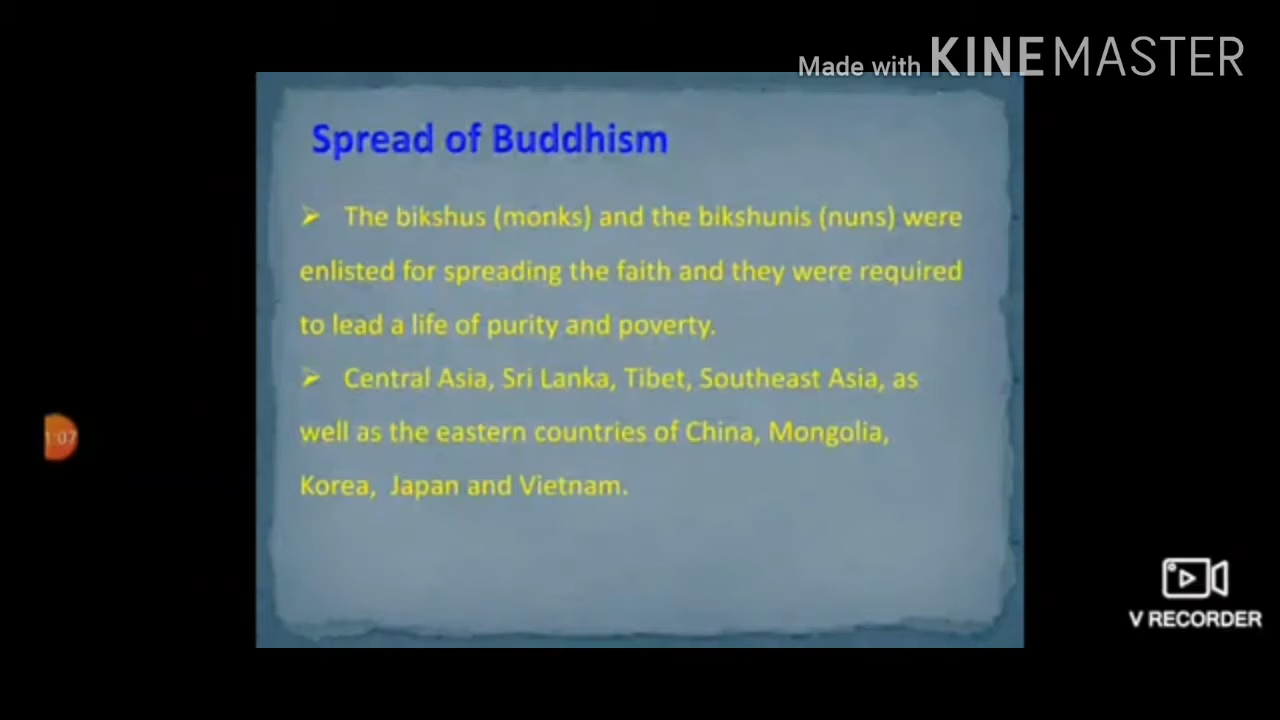 Made with KINEMASTER
Spread of Buddhism
➤ The bikshus (monks) and the bikshunis (nuns) were
enlisted for spreading the faith and they were required
to lead a life of purity and poverty.
➤ Central Asia, Sri Lanka, Tibet, Southeast Asia, as
well as the eastern countries of China, Mongolia,
Korea, Japan and Vietnam.
1:07
V RECORDER